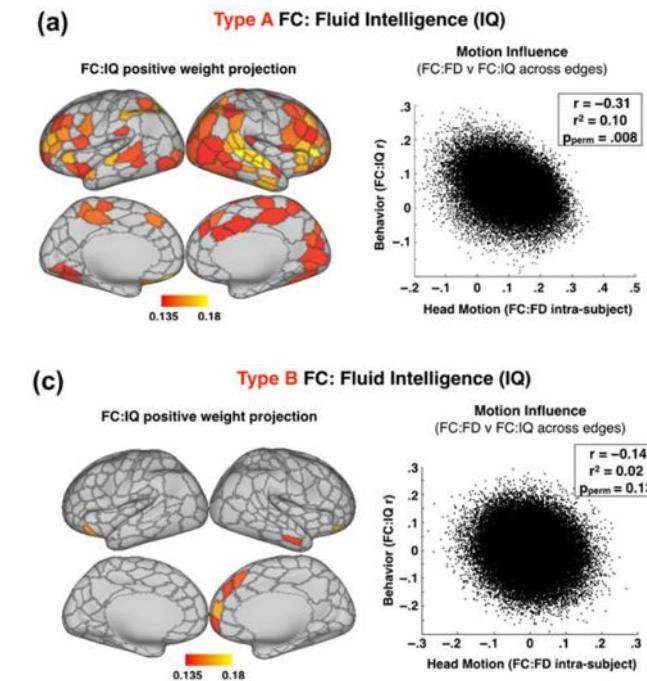 (a)
Type A FC: Fluid Intelligence (IQ)
FC:IQ positive weight projection
0.135 0.18
Motion Influence
(FC:FD v FC:IQ across edges)
r = −0.31
r² = 0.10
pperm = .008
Behavior (FC:IQ r)
.3
.2
.1
0
−.1
−.2 −.1 0 .1 .2 .3 .4 .5
Head Motion (FC:FD intra-subject)
(c)
Type B FC: Fluid Intelligence (IQ)
FC:IQ positive weight projection
0.135 0.18
Motion Influence
(FC:FD v FC:IQ across edges)
r = −0.14
r² = 0.02
pperm = 0.13
Behavior (FC:IQ r)
.3
.2
.1
0
−.1
−.2
−.3 −.2 −.1 0 .1 .2 .3
Head Motion (FC:FD intra-subject)